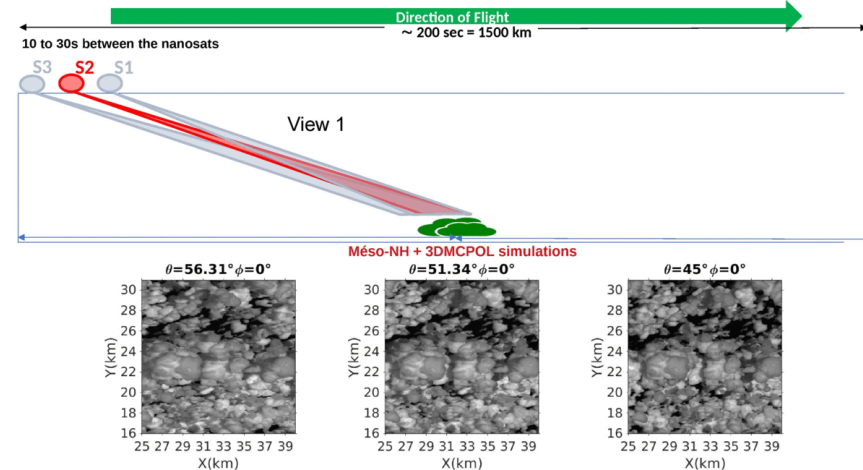 Direction of Flight
~ 200 sec = 1500 km
10 to 30s between the nanosats
S3 S2 S1
View 1
Méso-NH + 3DMCPOL simulations
θ=56.31°ϕ=0° θ=51.34°ϕ=0° θ=45°ϕ=0°
30 30 30
28 28 28
26 26 26
Y(km) Y(km) Y(km)
24 24 24
22 22 22
20 20 20
18 18 18
16 16 16
25 27 29 31 33 35 37 39 25 27 29 31 33 35 37 39 25 27 29 31 33 35 37 39
X(km) X(km) X(km)